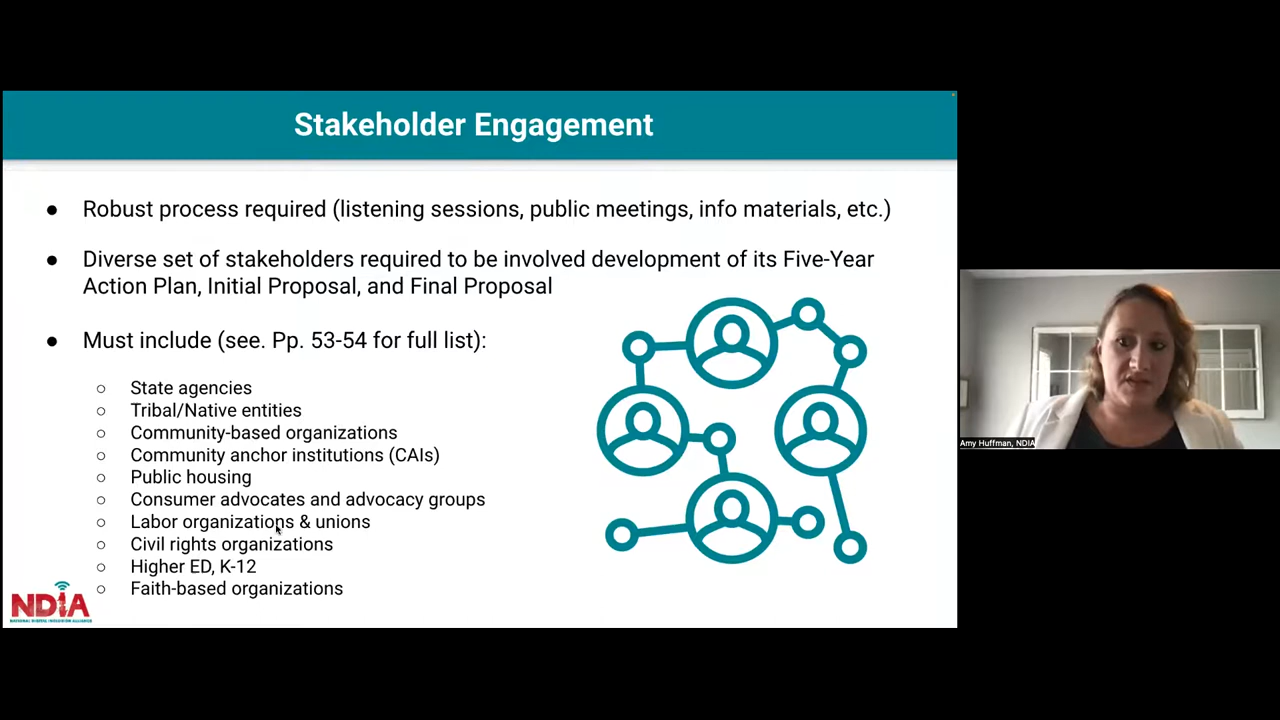 Stakeholder Engagement
● Robust process required (listening sessions, public meetings, info materials, etc.)
● Diverse set of stakeholders required to be involved development of its Five-Year
Action Plan, Initial Proposal, and Final Proposal
● Must include (see. Pp. 53-54 for full list):
○ State agencies
○ Tribal/Native entities
○ Community-based organizations
○ Community anchor institutions (CAIs)
○ Public housing
○ Consumer advocates and advocacy groups
○ Labor organizations & unions
○ Civil rights organizations
○ Higher ED, K-12
○ Faith-based organizations
NDIA
NATIONAL DIGITAL INCLUSION ALLIANCE
Amy Huffman, NDIA